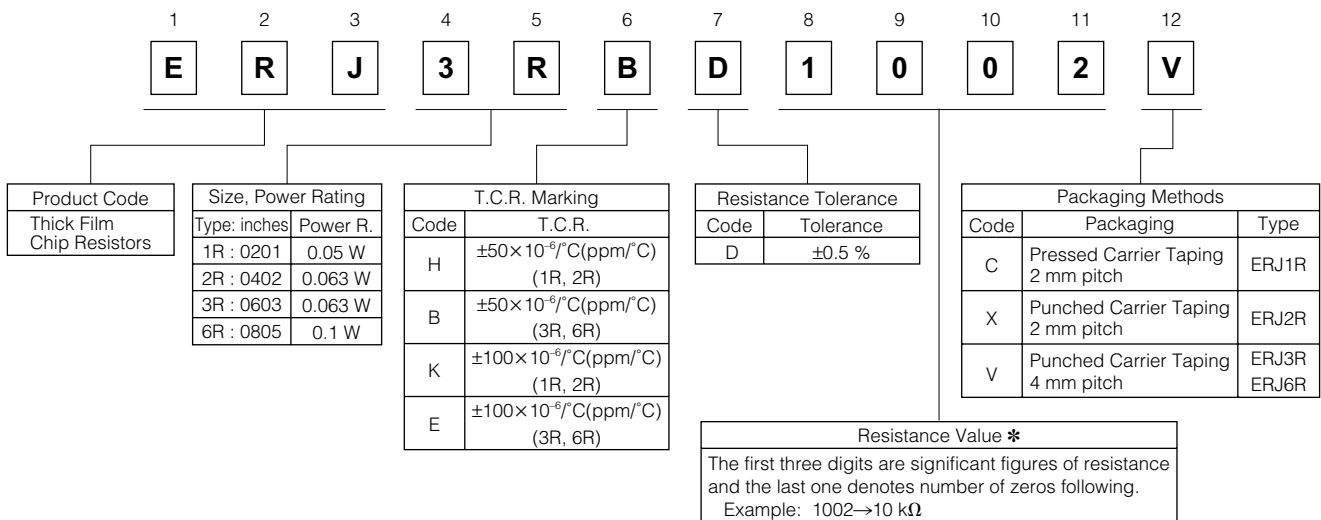 1 2 3 4 5 6 7 8 9 10 11 12
E R J 3 R B D 1 0 0 2 V
Product Code
Thick Film
Chip Resistors
Size, Power Rating
Type: inches Power R.
1R : 0201 0.05 W
2R : 0402 0.063 W
3R : 0603 0.063 W
6R : 0805 0.1 W
T.C.R. Marking
Code T.C.R.
H ±50×10⁻⁶/°C(ppm/°C)
(1R, 2R)
B ±50×10⁻⁶/°C(ppm/°C)
(3R, 6R)
K ±100×10⁻⁶/°C(ppm/°C)
(1R, 2R)
E ±100×10⁻⁶/°C(ppm/°C)
(3R, 6R)
Resistance Tolerance
Code Tolerance
D ±0.5 %
Packaging Methods
Code Packaging Type
C Pressed Carrier Taping
2 mm pitch ERJ1R
X Punched Carrier Taping
2 mm pitch ERJ2R
V Punched Carrier Taping ERJ3R
4 mm pitch ERJ6R
Resistance Value ✽
The first three digits are significant figures of resistance
and the last one denotes number of zeros following.
Example: 1002→10 kΩ